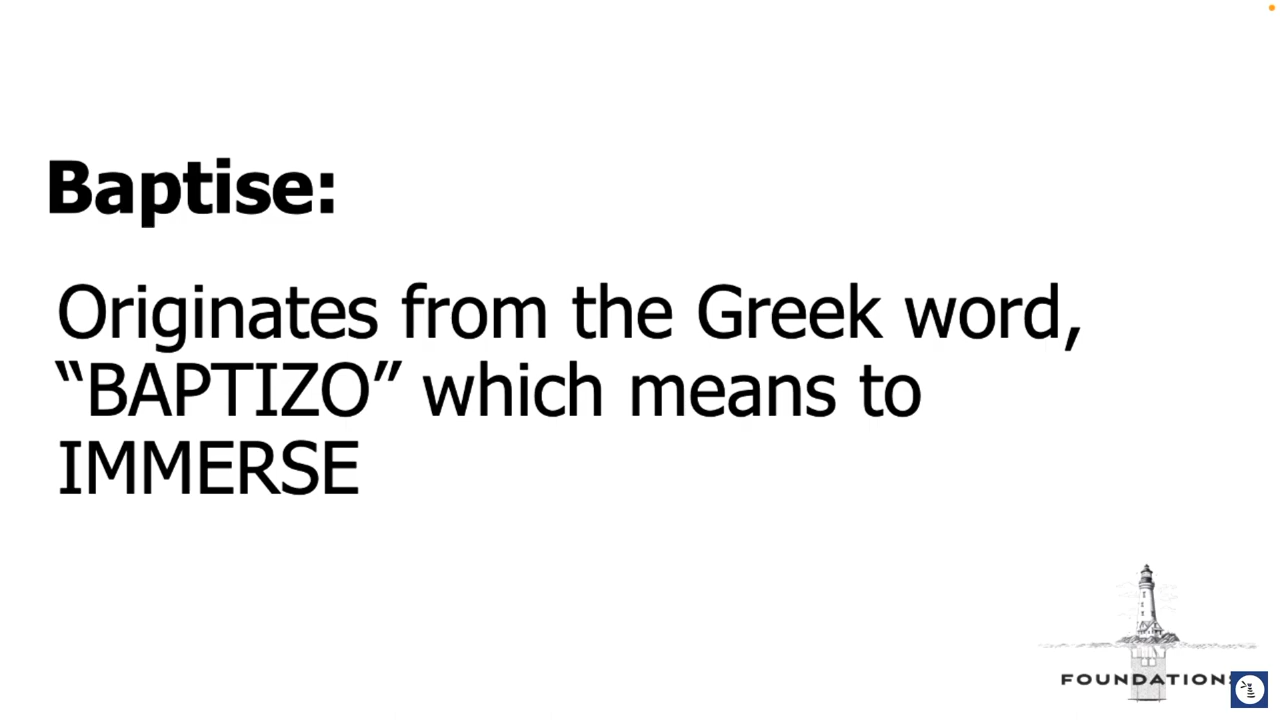 Baptise:
Originates from the Greek word,
“BAPTIZO” which means to
IMMERSE
FOUNDATIONS